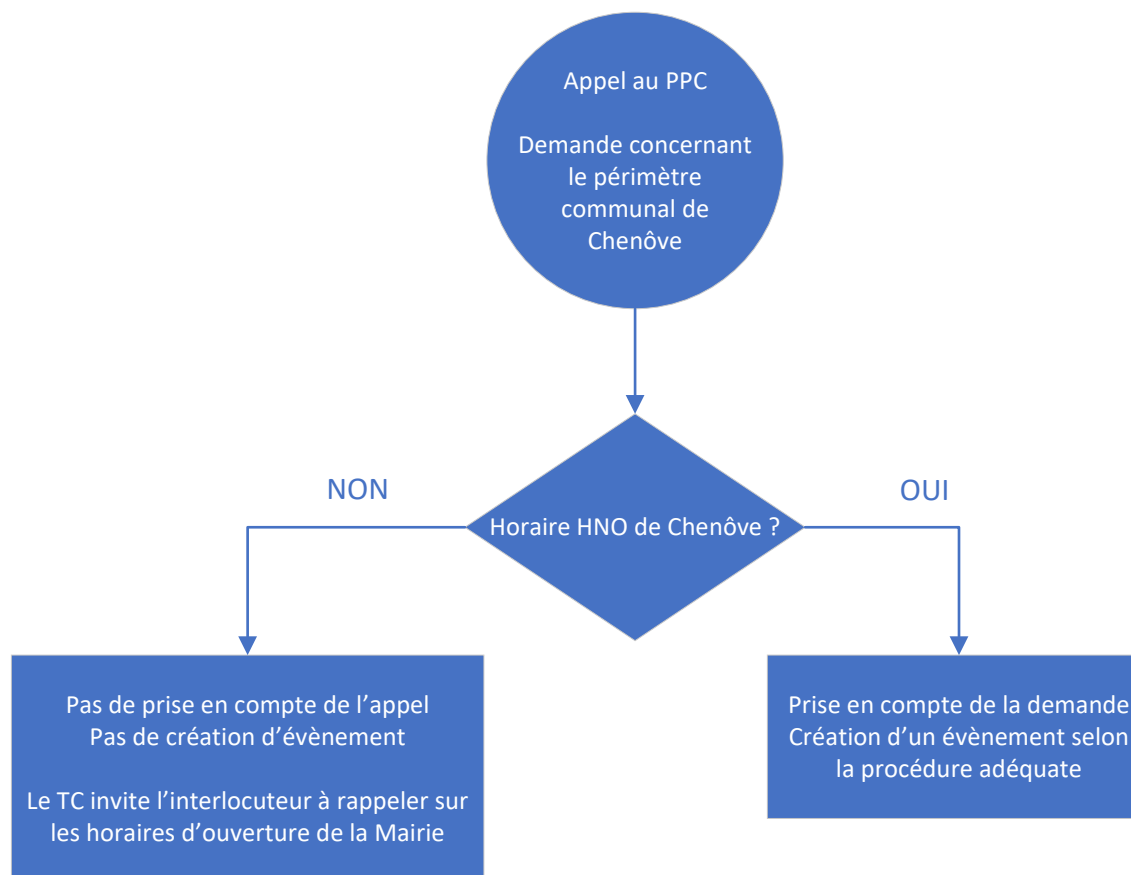 Appel au PPC
Demande concernant
le périmètre
communal de
Chenôve
NON
OUI
Horaire HNO de Chenôve ?
Pas de prise en compte de l'appel
Pas de création d'évènement
Le TC invite l'interlocuteur à rappeler sur
les horaires d'ouverture de la Mairie
Prise en compte de la demande
Création d'un évènement selon
la procédure adéquate